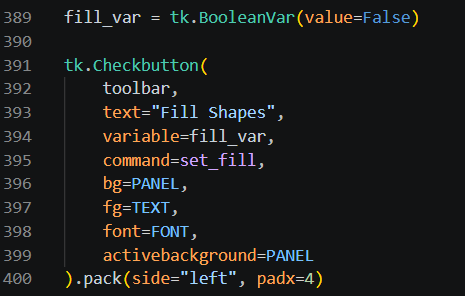 389 fill_var = tk.BooleanVar(value=False)
390
391 tk.Checkbutton(
392     toolbar,
393     text="Fill Shapes",
394     variable=fill_var,
395     command=set_fill,
396     bg=PANEL,
397     fg=TEXT,
398     font=FONT,
399     activebackground=PANEL
400 ).pack(side="left", padx=4)